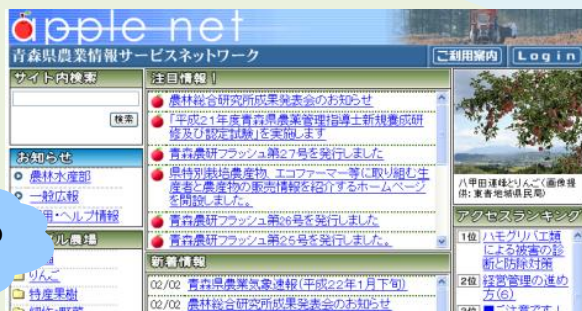 apple net
青森県農業情報サービスネットワーク
ご利用案内
Login
サイト内検索
検索
お知らせ
農林水産部
一般広報
用・ヘルプ情報
ル農場
りんご
特産果樹
注目情報!
農林総合研究所成果発表会のお知らせ
「平成21年度青森県農業管理指導士新規養成研
修及び認定試験」を実施します
青森農研フラッシュ第27号を発行しました
県特別栽培農産物、エコファーマー等に取り組む生
産者と農産物の販売情報を紹介するホームページ
を開設しました。
青森農研フラッシュ第26号を発行しました
青森農研フラッシュ第25号を発行しました。
新着情報
02/02 青森県農業気象速報(平成22年1月下旬)
02/02 農林総合研究所成果発表会のお知らせ
八甲田連峰とりんご(画像提
供:東青地域県民局)
アクセスランキング
1位 ハモグリバエ類
による被害の診
断と防除対策
2位 経営管理の進め
方(6)